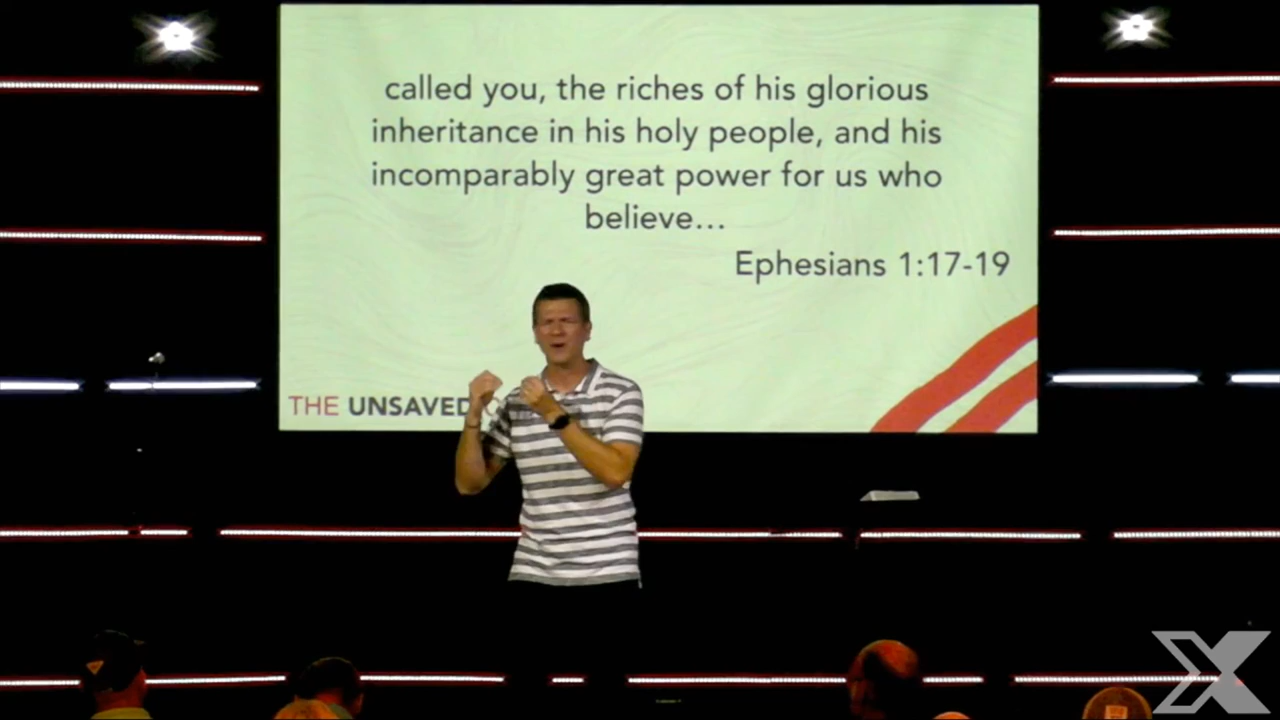 called you, the riches of his glorious
inheritance in his holy people, and his
incomparably great power for us who
believe...
Ephesians 1:17-19
THE UNSAVED
X